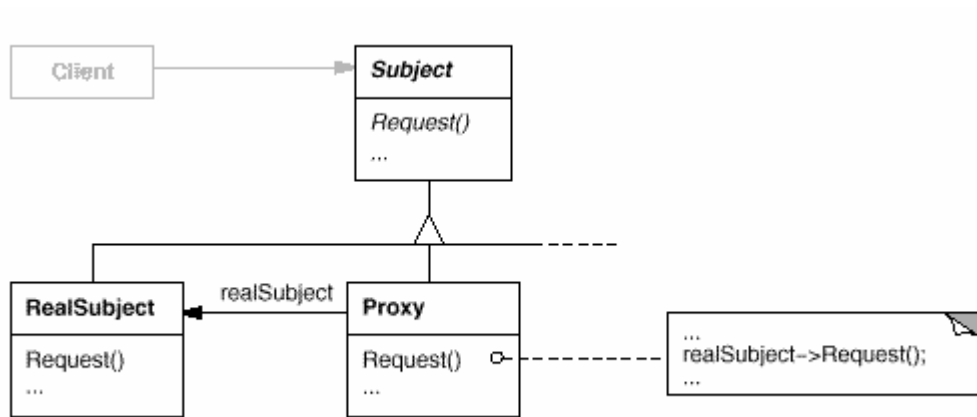 Client
Subject
Request()
...
RealSubject
Request()
...
realSubject
Proxy
Request()
...
...
realSubject->Request();
...